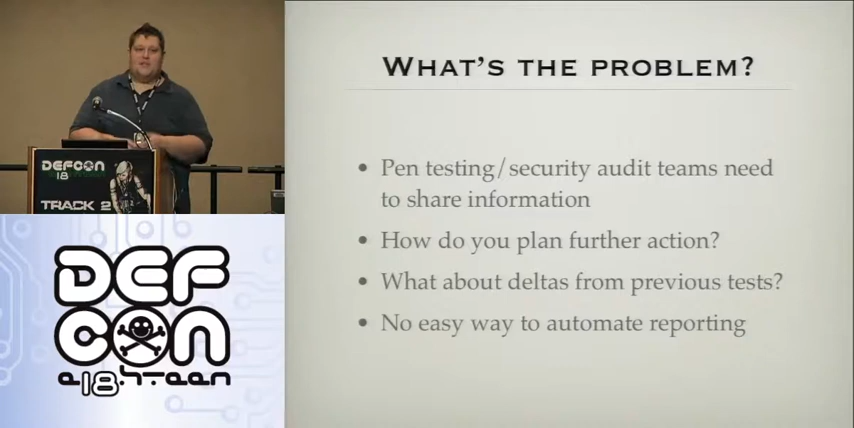 WHAT'S THE PROBLEM?
• Pen testing/security audit teams need
to share information
• How do you plan further action?
• What about deltas from previous tests?
• No easy way to automate reporting
DEFCON
18
TRACK 2
DEF
CON
e18hteen